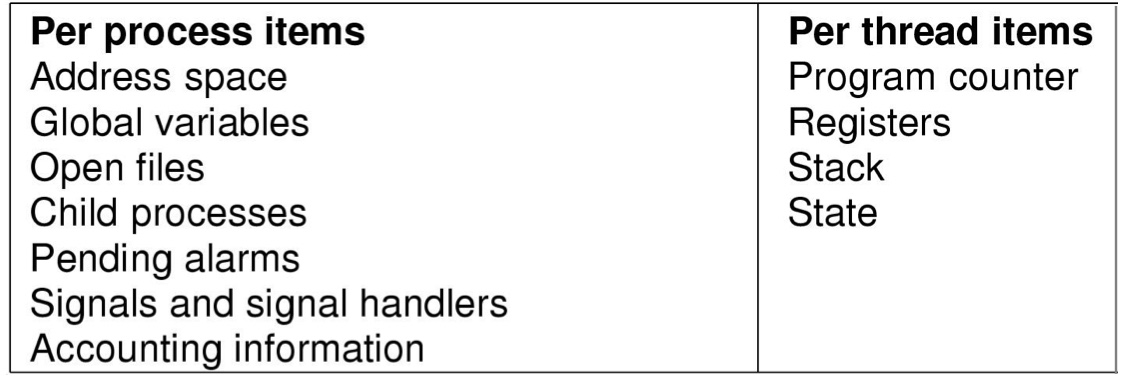 Per process items
Address space
Global variables
Open files
Child processes
Pending alarms
Signals and signal handlers
Accounting information
Per thread items
Program counter
Registers
Stack
State